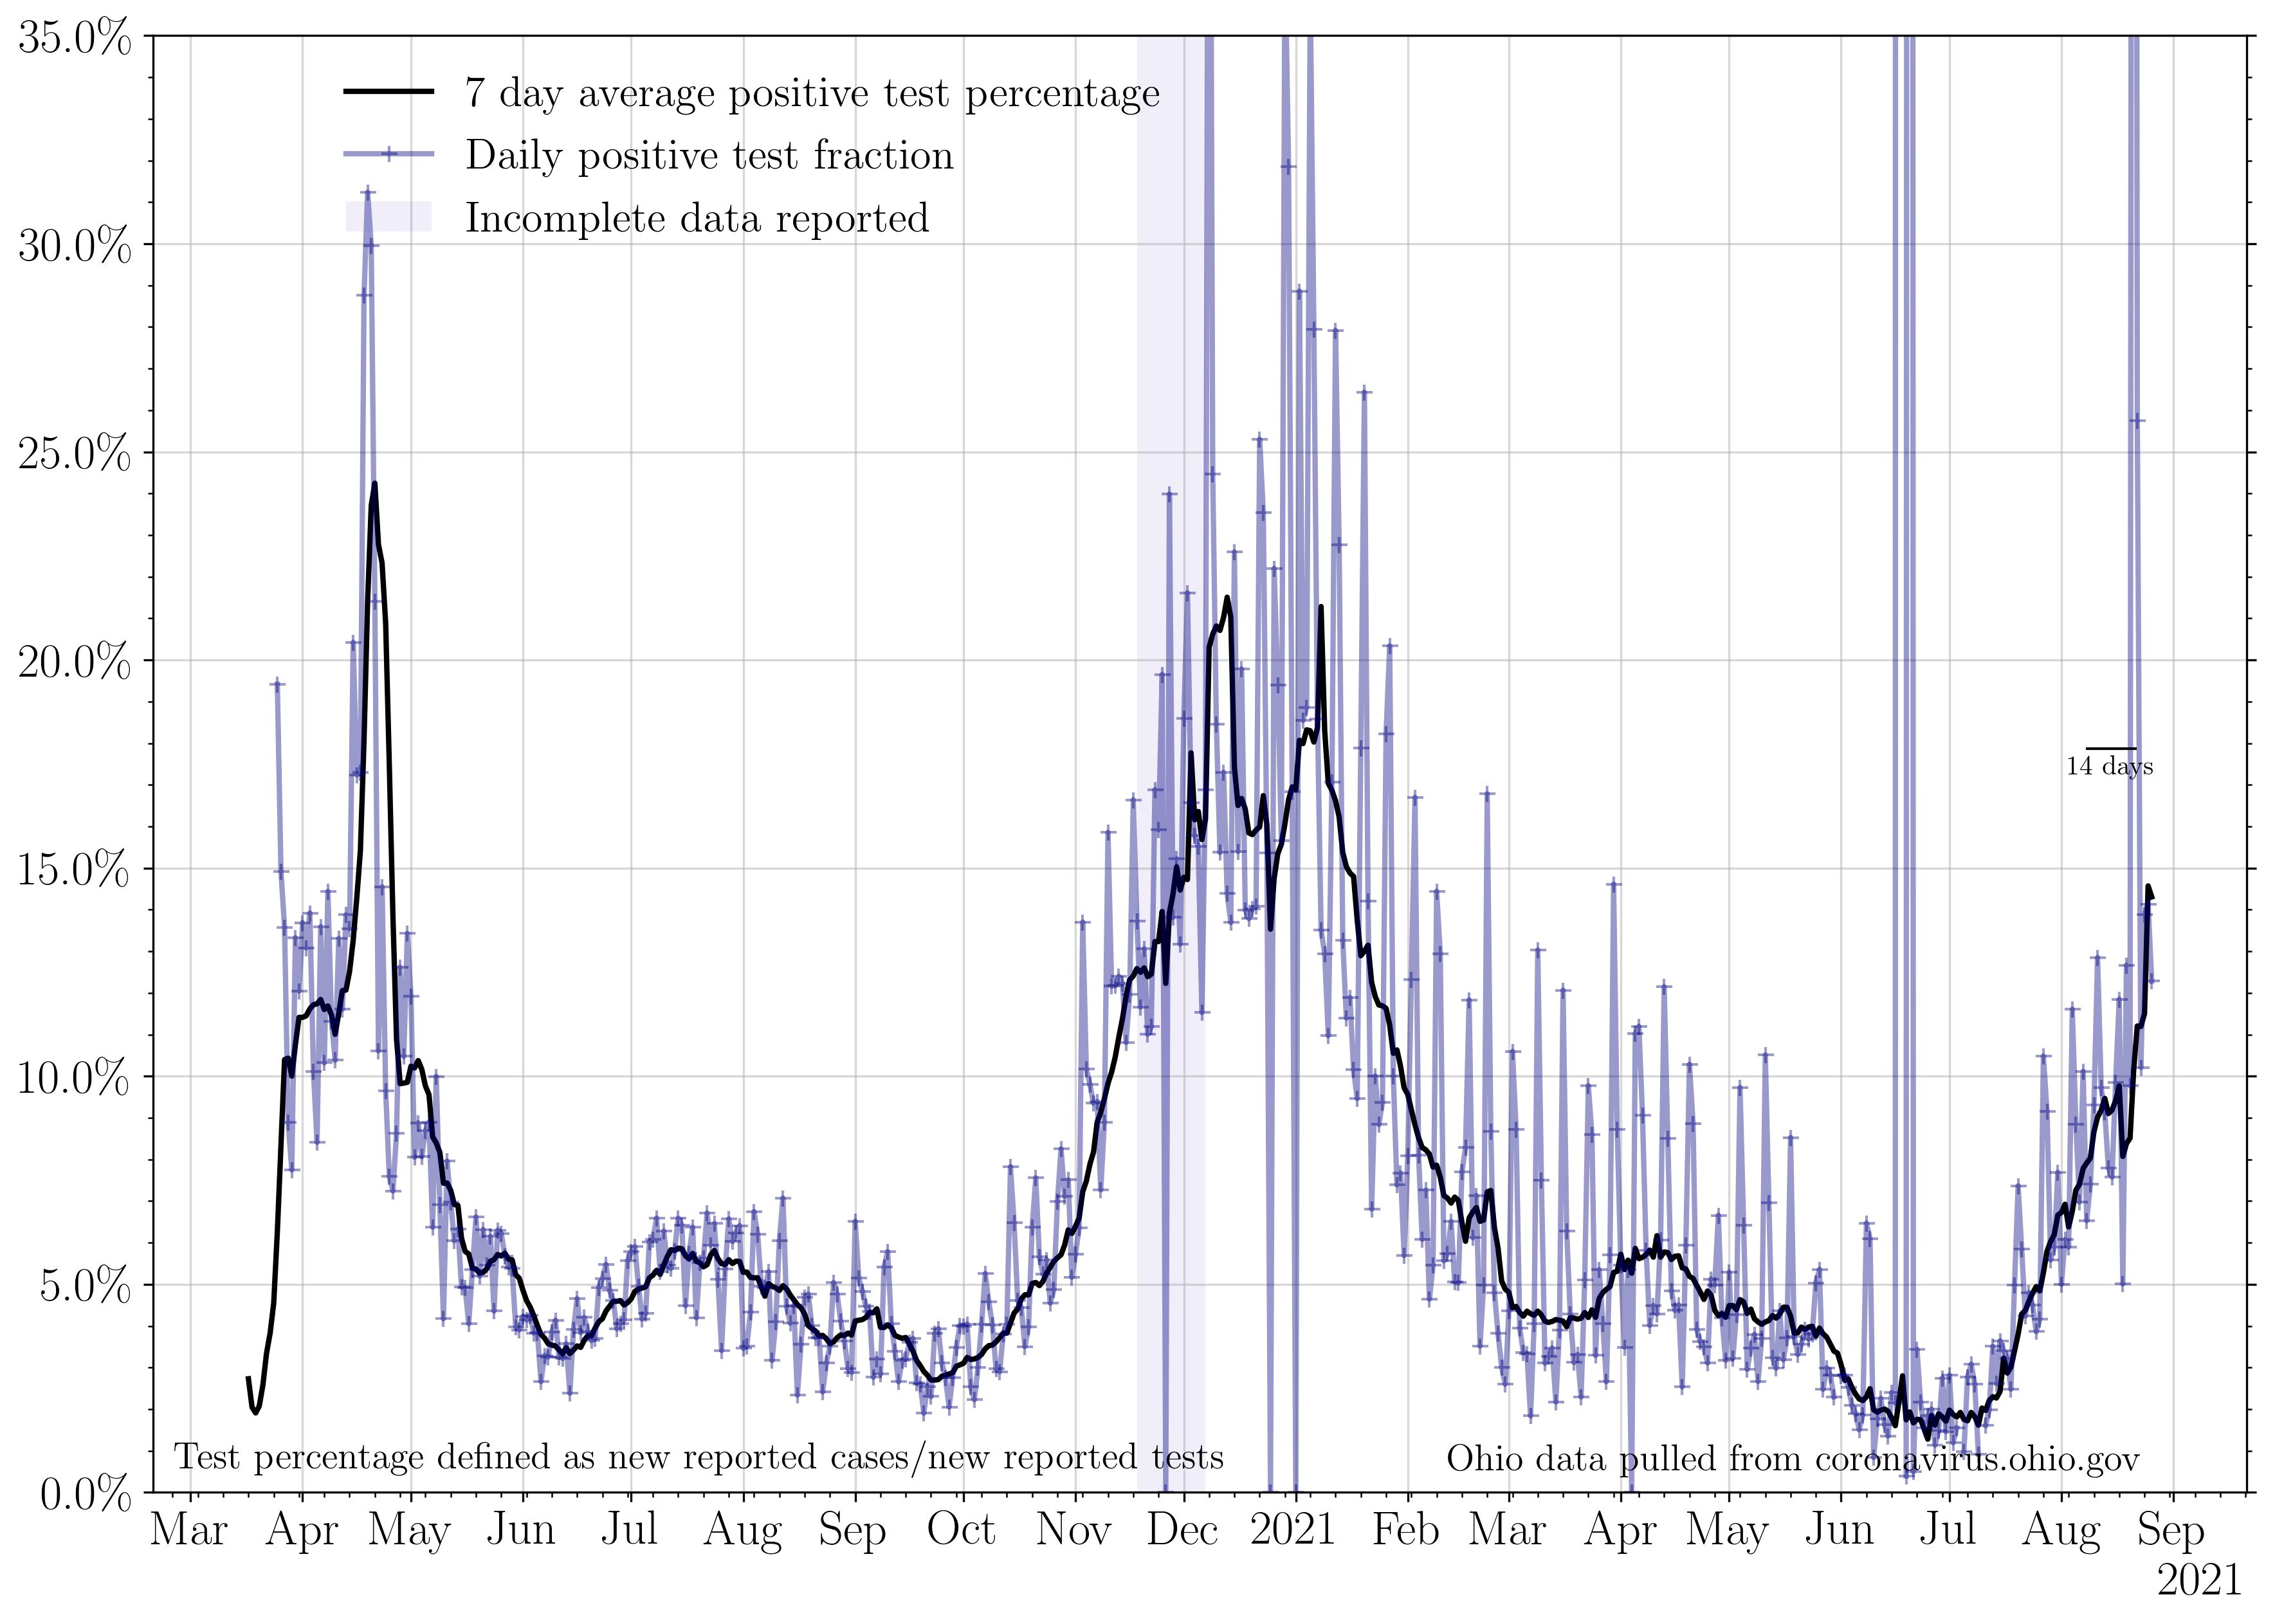 35.0%
7 day average positive test percentage
Daily positive test fraction
Incomplete data reported
30.0%
25.0%
20.0%
14 days
15.0%
10.0%
5.0%
Test percentage defined as new reported cases/new reported tests
Ohio data pulled from coronavirus.ohio.gov
0.0%
Mar Apr May Jun Jul Aug Sep Oct Nov Dec 2021 Feb Mar Apr May Jun Jul Aug Sep
2021